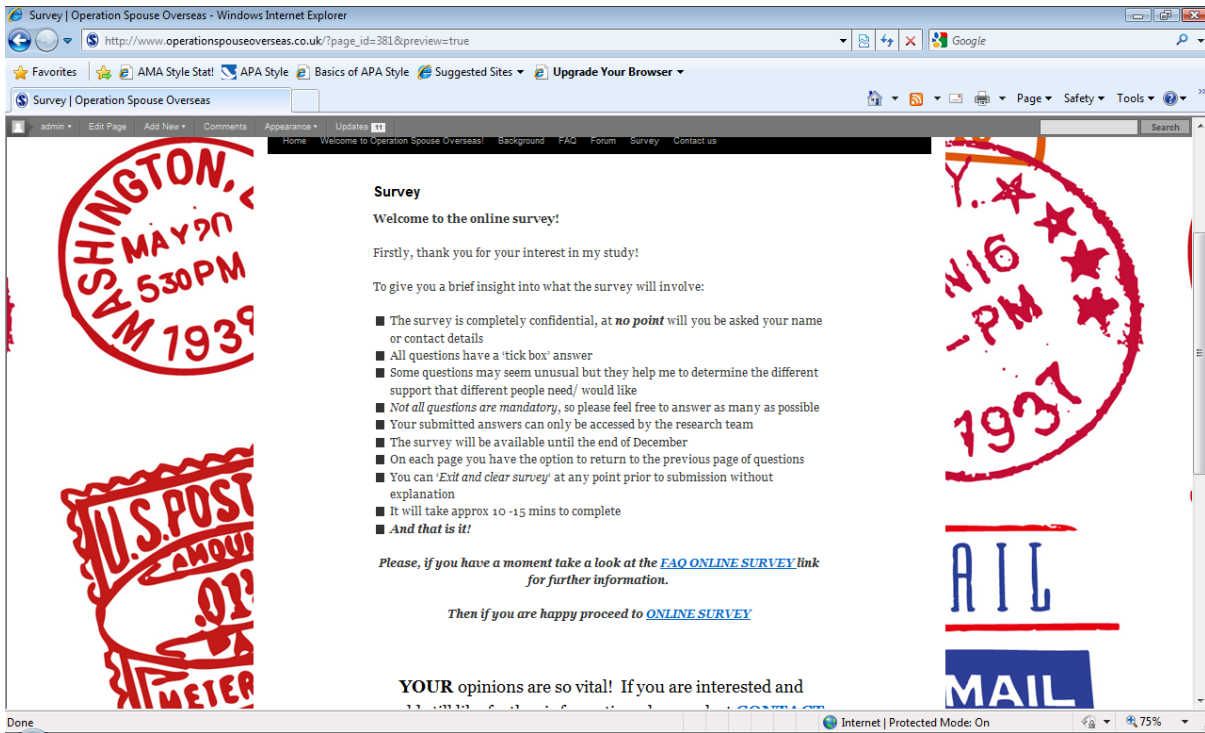 Survey | Operation Spouse Overseas - Windows Internet Explorer
http://www.operationspouseoverseas.co.uk/?page_id=381&preview=true
Google
Favorites AMA Style Stat! APA Style Basics of APA Style Suggested Sites Upgrade Your Browser
Survey | Operation Spouse Overseas
Page Safety Tools
admin Edit Page Add New Comments Appearance Updates 11 Search
Home Welcome to Operation Spouse Overseas! Background FAQ Forum Survey Contact us
WASHINGTON,
MAY 20
530PM
1939
U.S.POST
AMOUN
.01
METER
Survey
Welcome to the online survey!
Firstly, thank you for your interest in my study!
To give you a brief insight into what the survey will involve:
The survey is completely confidential, at no point will you be asked your name
or contact details
All questions have a ‘tick box’ answer
Some questions may seem unusual but they help me to determine the different
support that different people need/ would like
Not all questions are mandatory, so please feel free to answer as many as possible
Your submitted answers can only be accessed by the research team
The survey will be available until the end of December
On each page you have the option to return to the previous page of questions
You can ‘Exit and clear survey‘ at any point prior to submission without
explanation
It will take approx 10 -15 mins to complete
And that is it!
Please, if you have a moment take a look at the FAQ ONLINE SURVEY link
for further information.
Then if you are happy proceed to ONLINE SURVEY
YOUR opinions are so vital! If you are interested and
Y.
N16
-PM
1937
AIL
MAIL
Done Internet | Protected Mode: On 75%